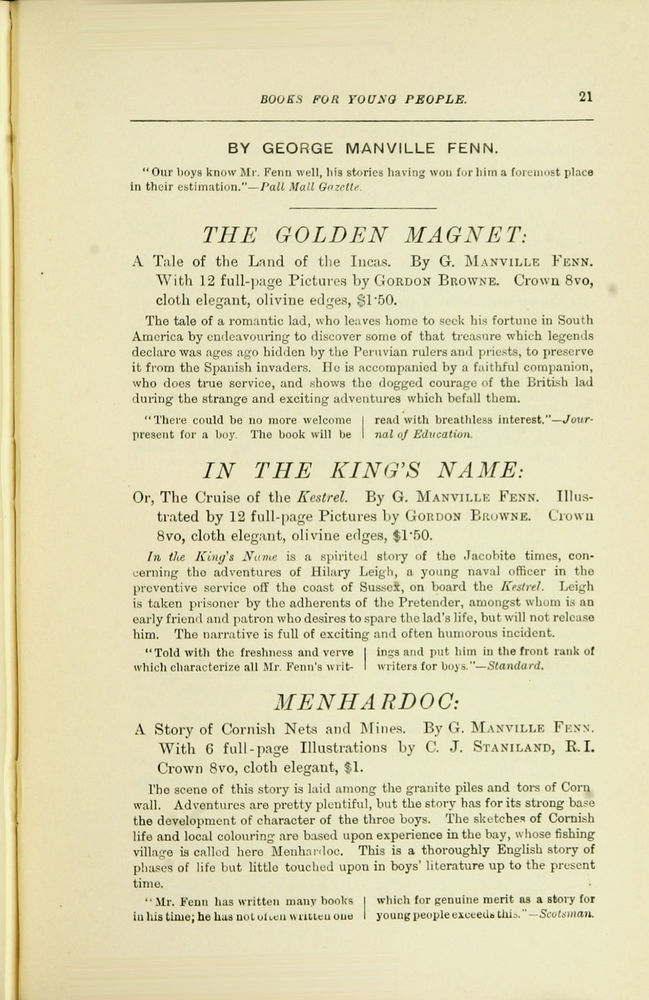 BOOKS FOR YOUNG PEOPLE. 21
BY GEORGE MANVILLE FENN.
"Our boys know Mr. Fenn well, his stories having won for him a foremost place
in their estimation."—Pall Mall Gazette.
THE GOLDEN MAGNET:
A Tale of the Land of the Incas. By G. MANVILLE FENN.
With 12 full-page Pictures by GORDON BROWNE. Crown 8vo,
cloth elegant, olivine edges, $1·50.
The tale of a romantic lad, who leaves home to seek his fortune in South
America by endeavouring to discover some of that treasure which legends
declare was ages ago hidden by the Peruvian rulers and priests, to preserve
it from the Spanish invaders. He is accompanied by a faithful companion,
who does true service, and shows the dogged courage of the British lad
during the strange and exciting adventures which befall them.
"There could be no more welcome
present for a boy. The book will be
read with breathless interest."—Jour-
nal of Education.
IN THE KING'S NAME:
Or, The Cruise of the Kestrel. By G. MANVILLE FENN. Illus-
trated by 12 full-page Pictures by GORDON BROWNE. Crown
8vo, cloth elegant, olivine edges, $1·50.
In the King's Name is a spirited story of the Jacobite times, con-
cerning the adventures of Hilary Leigh, a young naval officer in the
preventive service off the coast of Sussex, on board the Kestrel. Leigh
is taken prisoner by the adherents of the Pretender, amongst whom is an
early friend and patron who desires to spare the lad's life, but will not release
him. The narrative is full of exciting and often humorous incident.
"Told with the freshness and verve
which characterize all Mr. Fenn's writ-
ings and put him in the front rank of
writers for boys."—Standard.
MENHARDOC:
A Story of Cornish Nets and Mines. By G. MANVILLE FENN.
With 6 full-page Illustrations by C. J. STANILAND, R.I.
Crown 8vo, cloth elegant, $1.
The scene of this story is laid among the granite piles and tors of Corn
wall. Adventures are pretty plentiful, but the story has for its strong base
the development of character of the three boys. The sketches of Cornish
life and local colouring are based upon experience in the bay, whose fishing
village is called here Menhardoc. This is a thoroughly English story of
phases of life but little touched upon in boys' literature up to the present
time.
"Mr. Fenn has written many books
in his time; he has not often written one
which for genuine merit as a story for
young people exceeds this."—Scotsman.